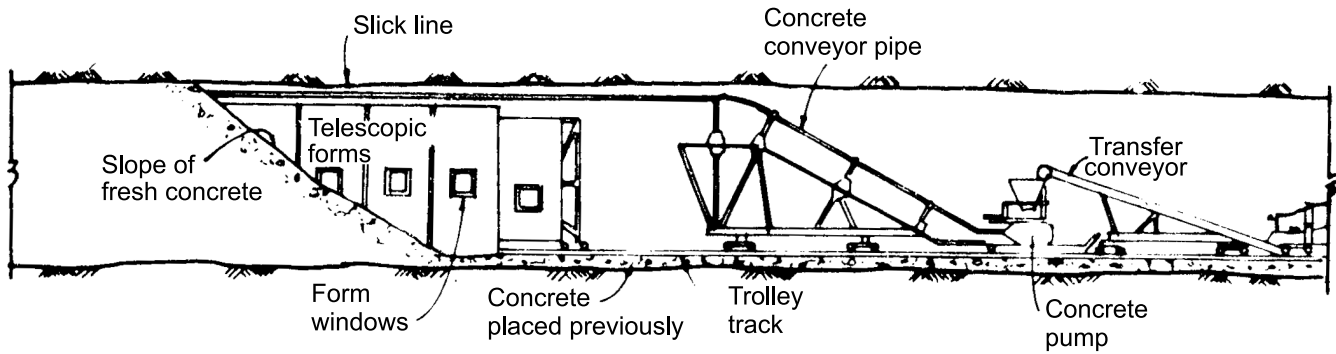 Slick line
Concrete
conveyor pipe
Telescopic
forms
Transfer
conveyor
Slope of
fresh concrete
Form
windows
Concrete
placed previously
Trolley
track
Concrete
pump